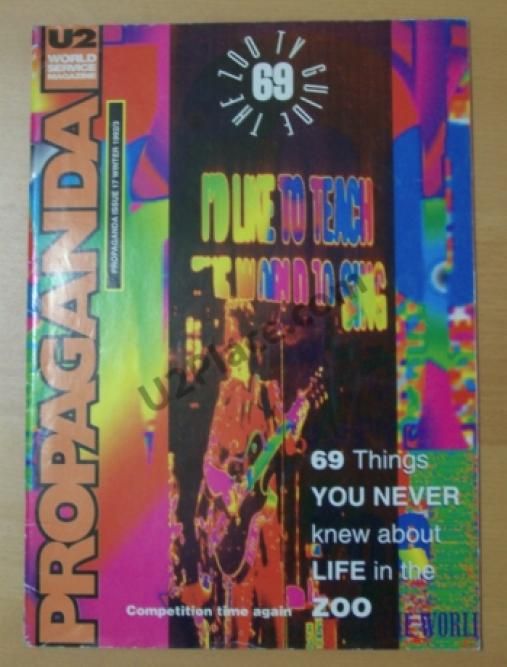 U2
WORLD
SERVICE
MAGAZINE
PROPAGANDA
PROPAGANDA ISSUE 17 WINTER 1992/3
THE ZOO TV GUIDE
69
I'D LIKE TO TEACH
THE WORLD TO SING
U2Place.com
69 Things
YOU NEVER
knew about
LIFE in the
ZOO
Competition time again